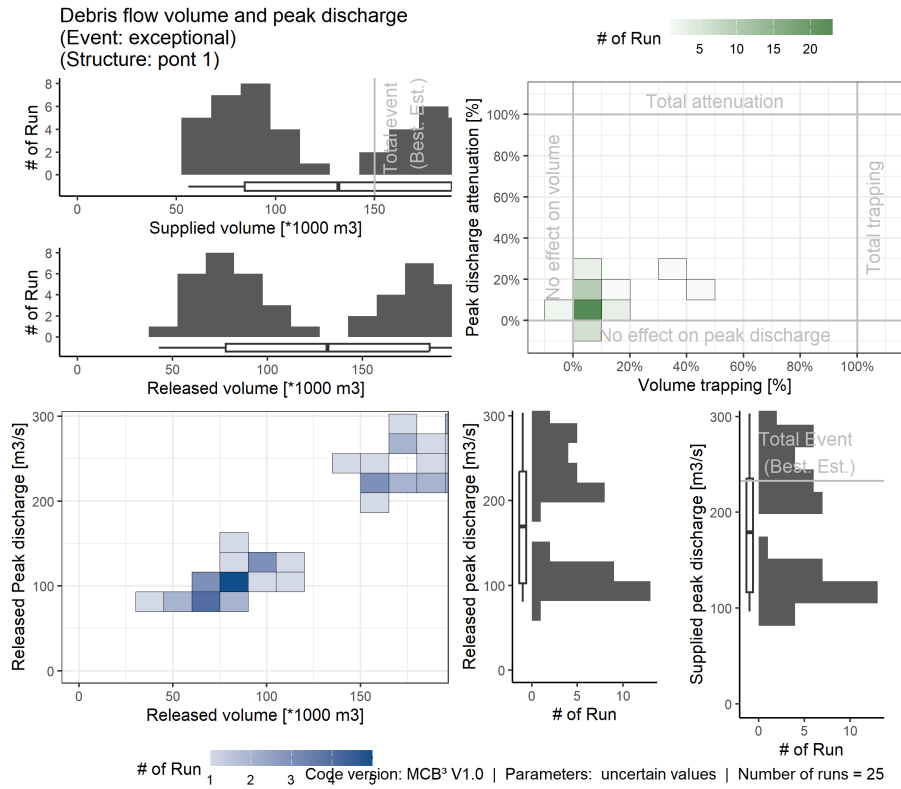 Debris flow volume and peak discharge
(Event: exceptional)
(Structure: pont 1)
# of Run
5 10 15 20
# of Run
8
6
4
2
0
Total event
(Best. Est.)
0 50 100 150
Supplied volume [*1000 m3]
# of Run
8
6
4
2
0
0 50 100 150
Released volume [*1000 m3]
Peak discharge attenuation [%]
100%
80%
60%
40%
20%
0%
Total attenuation
No effect on volume
Total trapping
No effect on peak discharge
0% 20% 40% 60% 80% 100%
Volume trapping [%]
Released Peak discharge [m3/s]
300
200
100
0
0 50 100 150
Released volume [*1000 m3]
Released peak discharge [m3/s]
300
200
100
0
0 5 10
# of Run
Supplied peak discharge [m3/s]
300
200
100
0
Total Event
(Best. Est.)
0 5 10
# of Run
# of Run
1 2 3 4 5
Code version: MCB³ V1.0 | Parameters: uncertain values | Number of runs = 25